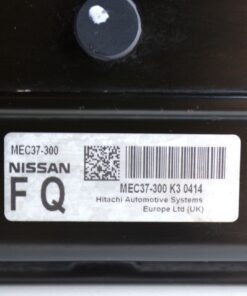 MEC37-300
NISSAN
F Q
MEC37-300 K3 0414
Hitachi Automotive Systems
Europe Ltd (UK)